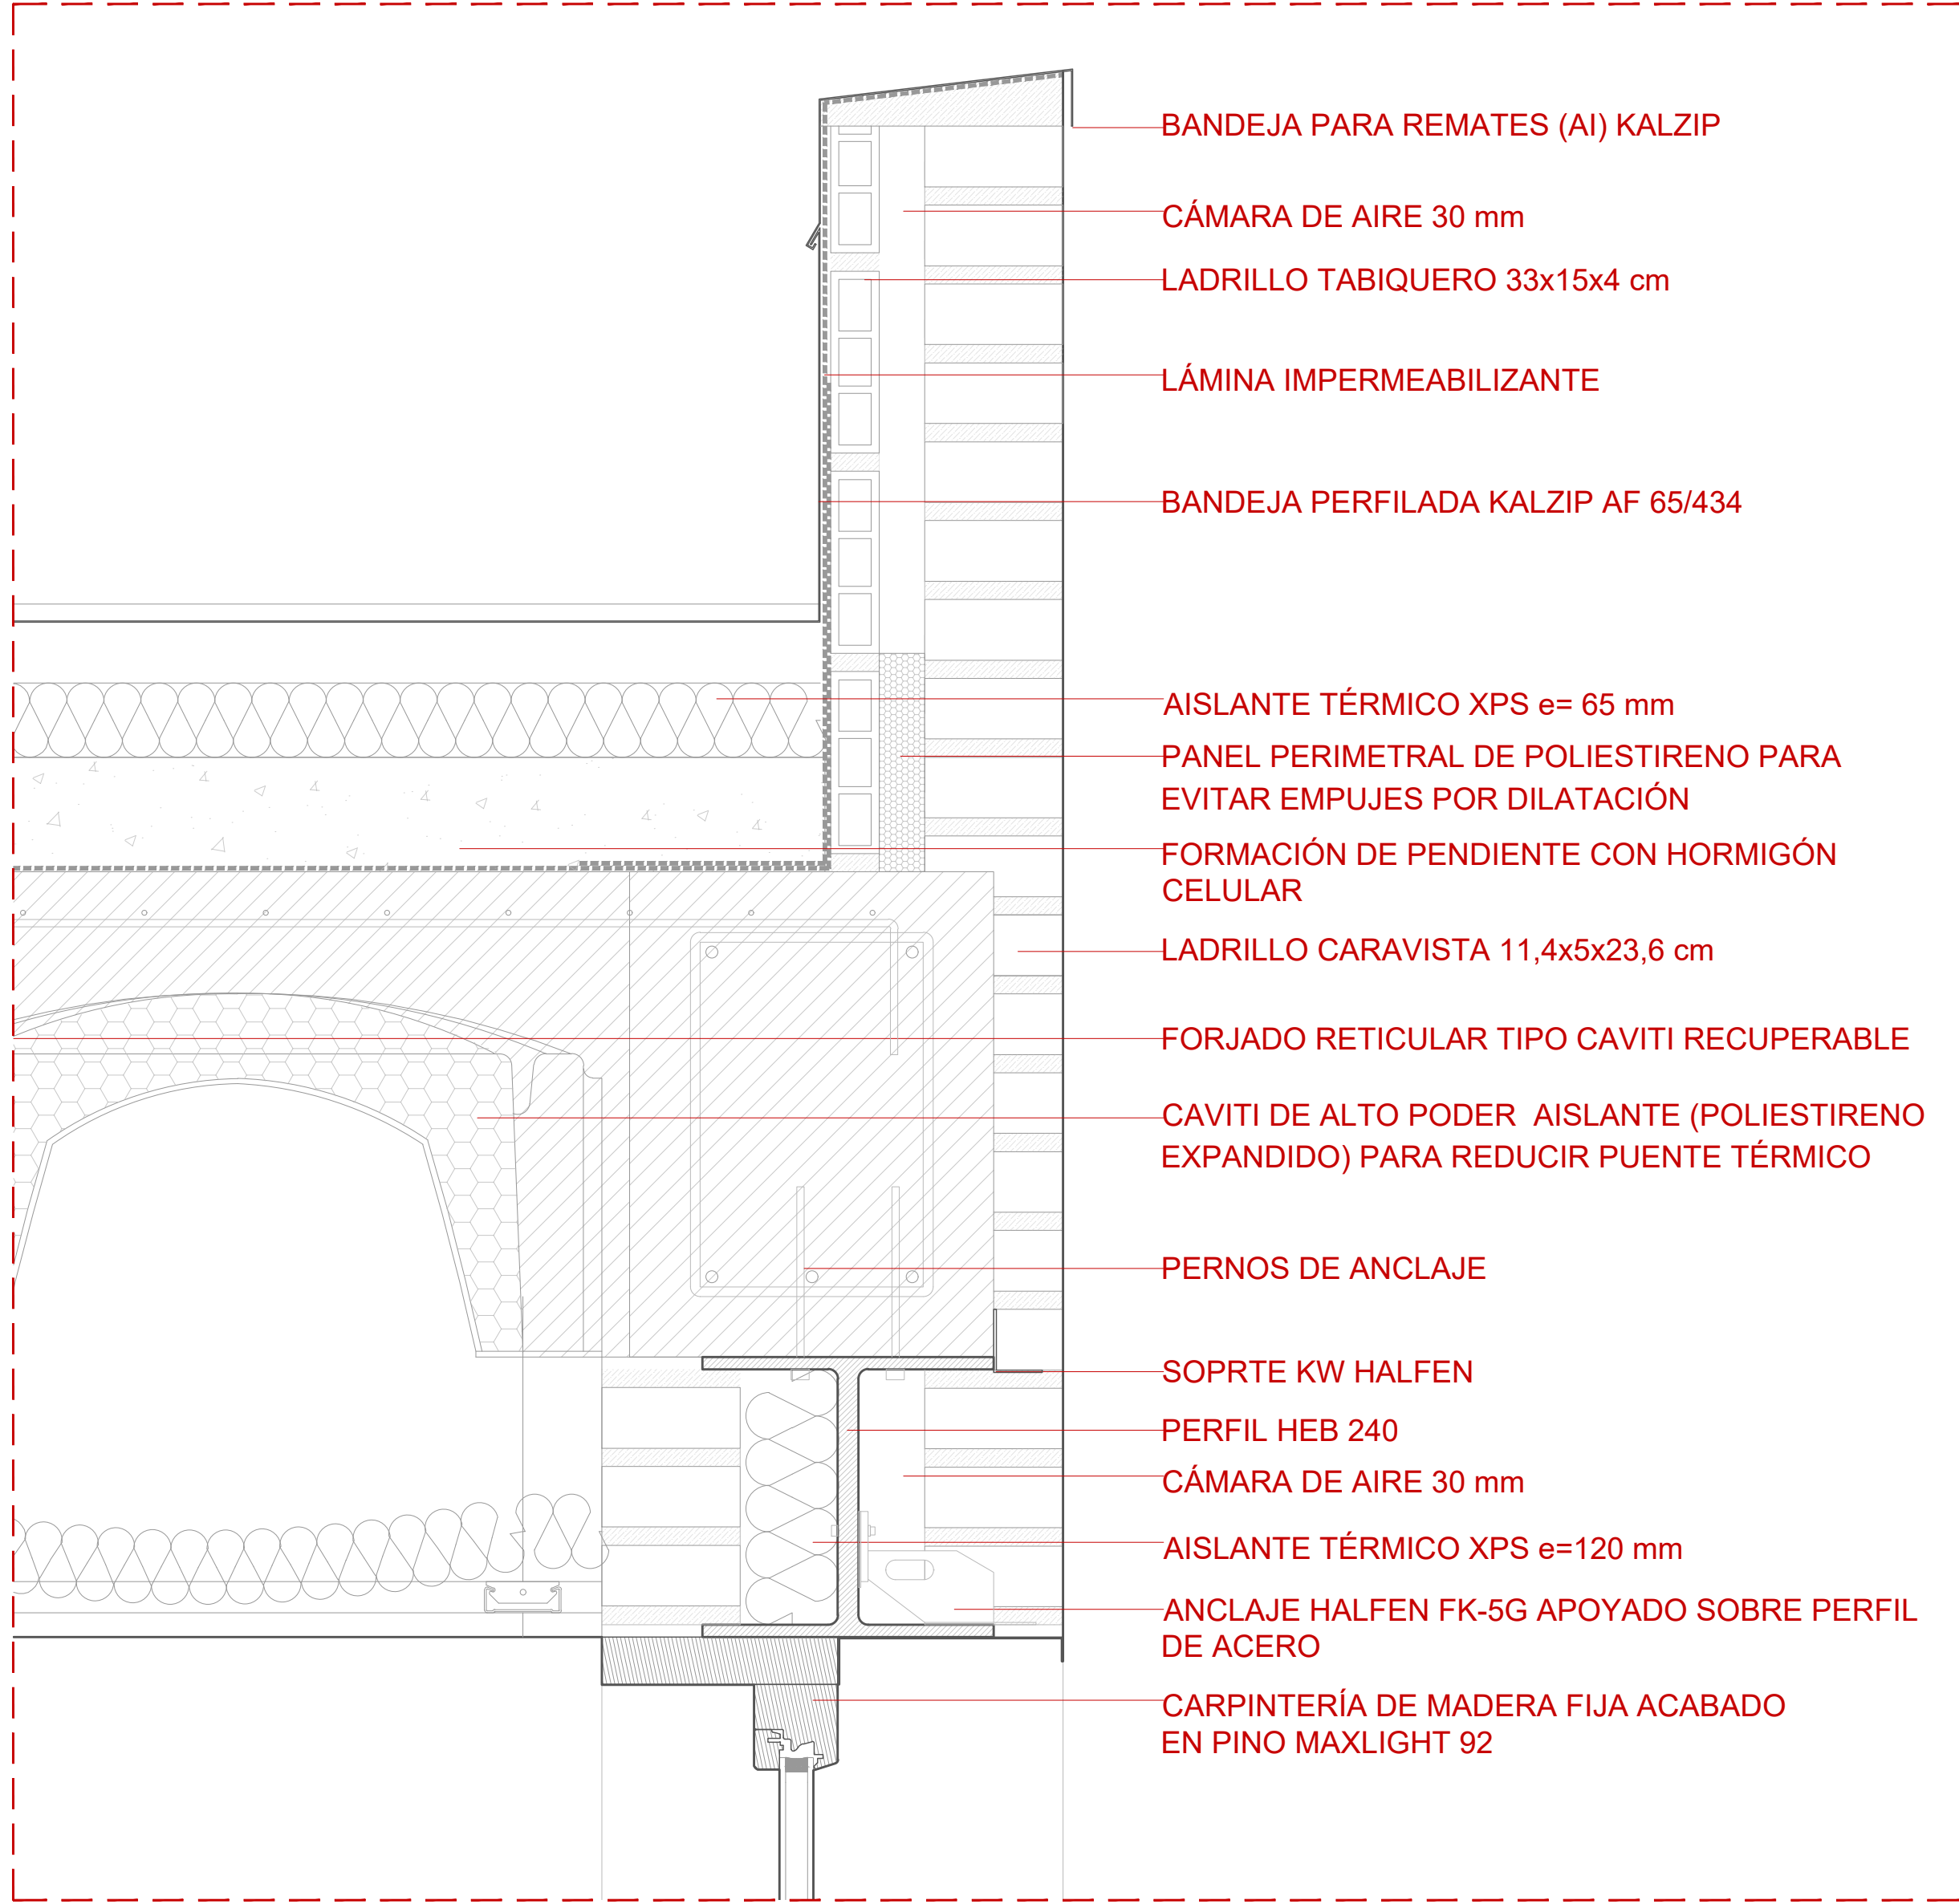 BANDEJA PARA REMATES (AI) KALZIP
CÁMARA DE AIRE 30 mm
LADRILLO TABIQUERO 33x15x4 cm
LÁMINA IMPERMEABILIZANTE
BANDEJA PERFILADA KALZIP AF 65/434
AISLANTE TÉRMICO XPS e= 65 mm
PANEL PERIMETRAL DE POLIESTIRENO PARA
EVITAR EMPUJES POR DILATACIÓN
FORMACIÓN DE PENDIENTE CON HORMIGÓN
CELULAR
LADRILLO CARAVISTA 11,4x5x23,6 cm
FORJADO RETICULAR TIPO CAVITI RECUPERABLE
CAVITI DE ALTO PODER  AISLANTE (POLIESTIRENO
EXPANDIDO) PARA REDUCIR PUENTE TÉRMICO
PERNOS DE ANCLAJE
SOPRTE KW HALFEN
PERFIL HEB 240
CÁMARA DE AIRE 30 mm
AISLANTE TÉRMICO XPS e=120 mm
ANCLAJE HALFEN FK-5G APOYADO SOBRE PERFIL
DE ACERO
CARPINTERÍA DE MADERA FIJA ACABADO
EN PINO MAXLIGHT 92